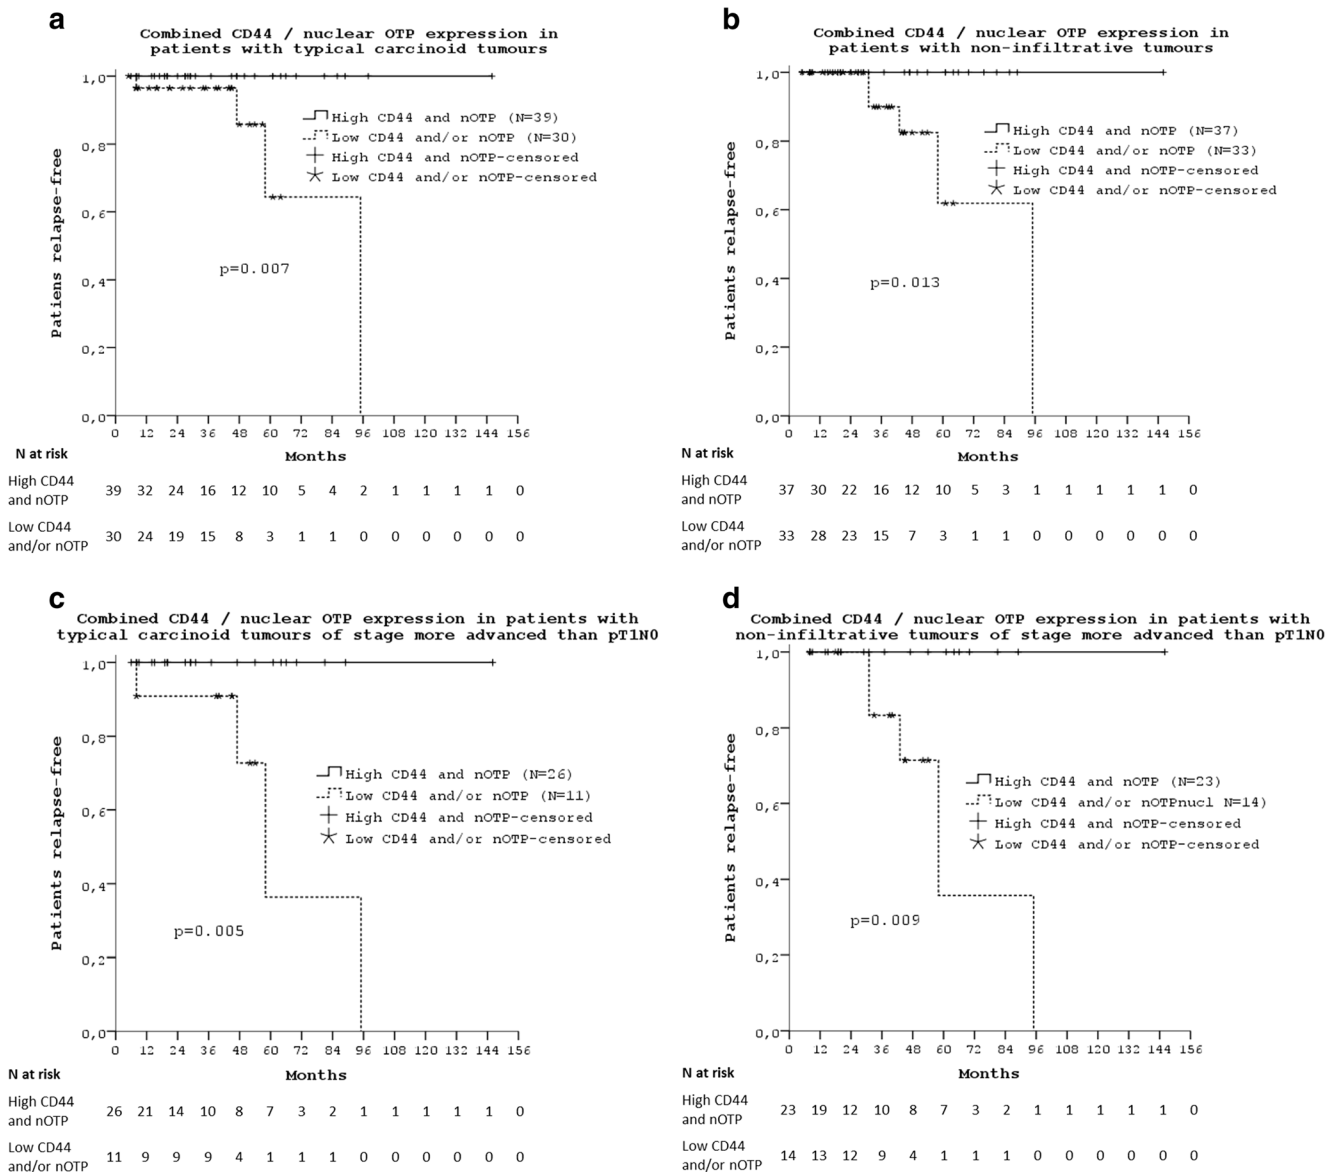 a
Combined CD44 / nuclear OTP expression in
patients with typical carcinoid tumours
1,0
0,8
0,6
0,4
0,2
0,0
Patiens relapse-free
High CD44 and nOTP (N=39)
Low CD44 and/or nOTP (N=30)
High CD44 and nOTP-censored
Low CD44 and/or nOTP-censored
p=0.007
0 12 24 36 48 60 72 84 96 108 120 132 144 156
Months
N at risk
High CD44
and nOTP
39 32 24 16 12 10 5 4 2 1 1 1 1 0
Low CD44
and/or nOTP
30 24 19 15 8 3 1 1 0 0 0 0 0 0
b
Combined CD44 / nuclear OTP expression in
patients with non-infiltrative tumours
1,0
0,8
0,6
0,4
0,2
0,0
Patients relapse-free
High CD44 and nOTP (N=37)
Low CD44 and/or nOTP (N=33)
High CD44 and nOTP-censored
Low CD44 and/or nOTP-censored
p=0.013
0 12 24 36 48 60 72 84 96 108 120 132 144 156
Months
N at risk
High CD44
and nOTP
37 30 22 16 12 10 5 3 1 1 1 1 1 0
Low CD44
and/or nOTP
33 28 23 15 7 3 1 1 0 0 0 0 0 0
c
Combined CD44 / nuclear OTP expression in patients with
typical carcinoid tumours of stage more advanced than pT1N0
1,0
0,8
0,6
0,4
0,2
0,0
Patients relapse-free
High CD44 and nOTP (N=26)
Low CD44 and/or nOTP (N=11)
High CD44 and nOTP-censored
Low CD44 and/or nOTP-censored
p=0.005
0 12 24 36 48 60 72 84 96 108 120 132 144 156
Months
N at risk
High CD44
and nOTP
26 21 14 10 8 7 3 2 1 1 1 1 1 0
Low CD44
and/or nOTP
11 9 9 9 4 1 1 1 0 0 0 0 0 0
d
Combined CD44 / nuclear OTP expression in patients with
non-infiltrative tumours of stage more advanced than pT1N0
1,0
0,8
0,6
0,4
0,2
0,0
Patients relapse-free
High CD44 and nOTP (N=23)
Low CD44 and/or nOTPnucl N=14)
High CD44 and nOTP-censored
Low CD44 and/or nOTP-censored
p=0.009
0 12 24 36 48 60 72 84 96 108 120 132 144 156
Months
N at risk
High CD44
and nOTP
23 19 12 10 8 7 3 2 1 1 1 1 1 0
Low CD44
and/or nOTP
14 13 12 9 4 1 1 1 0 0 0 0 0 0